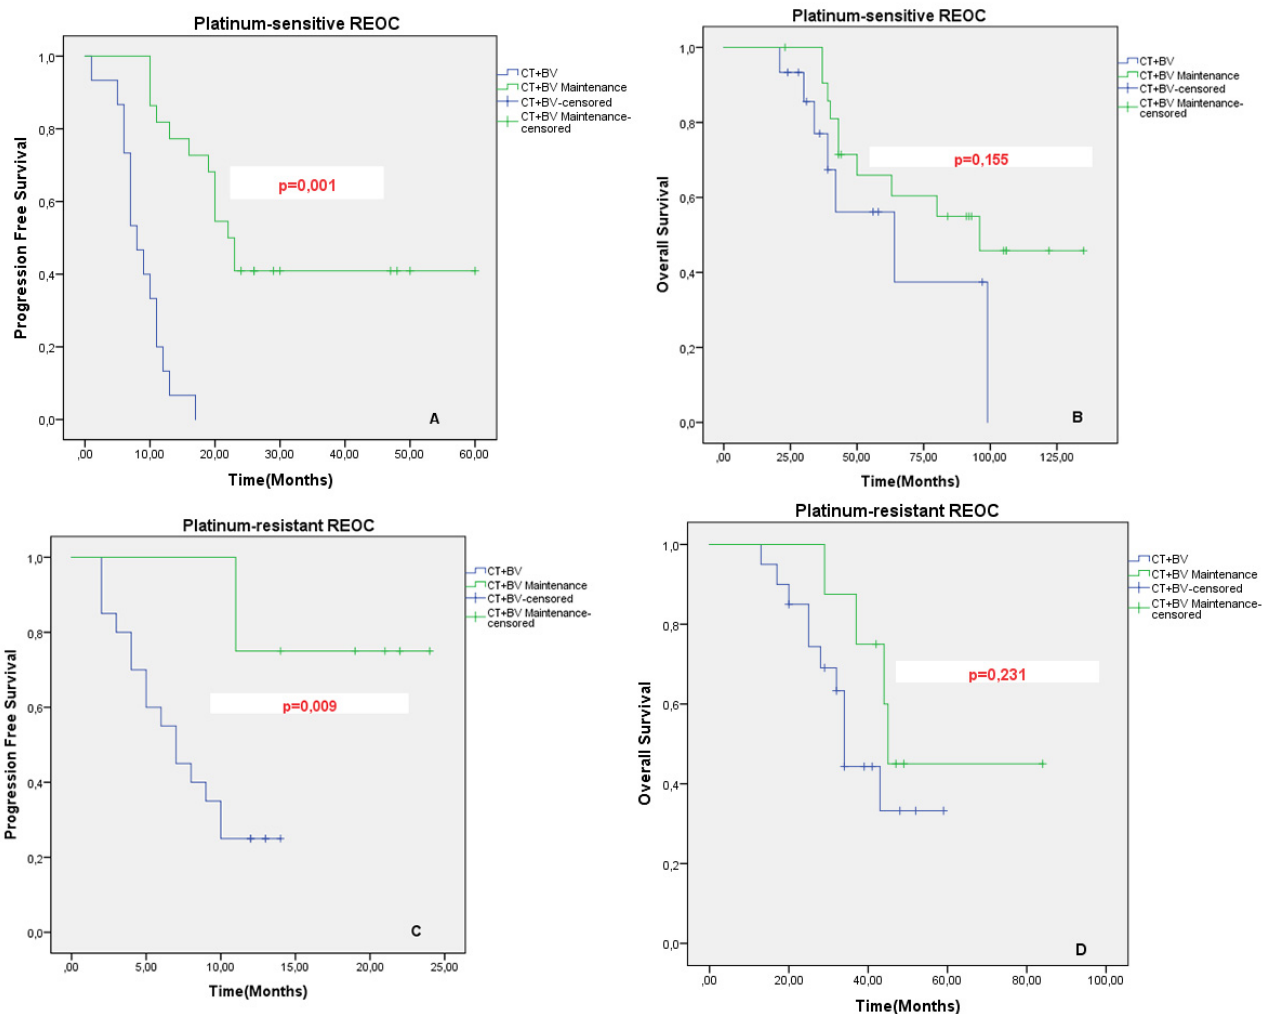 Platinum-sensitive REOC
Progression Free Survival
1,0
0,8
0,6
0,4
0,2
0,0
,00
10,00
20,00
30,00
40,00
50,00
60,00
Time(Months)
p=0,001
A
CT+BV
CT+BV Maintenance
CT+BV-censored
CT+BV Maintenance-
censored
Platinum-sensitive REOC
Overall Survival
1,0
0,8
0,6
0,4
0,2
0,0
,00
25,00
50,00
75,00
100,00
125,00
Time(Months)
p=0,155
B
CT+BV
CT+BV Maintenance
CT+BV-censored
CT+BV Maintenance-
censored
Platinum-resistant REOC
Progression Free Survival
1,0
0,8
0,6
0,4
0,2
0,0
,00
5,00
10,00
15,00
20,00
25,00
Time(Months)
p=0,009
C
CT+BV
CT+BV Maintenance
CT+BV-censored
CT+BV Maintenance-
censored
Platinum-resistant REOC
Overall Survival
1,0
0,8
0,6
0,4
0,2
0,0
,00
20,00
40,00
60,00
80,00
100,00
Time(Months)
p=0,231
D
CT+BV
CT+BV Maintenance
CT+BV-censored
CT+BV Maintenance-
censored